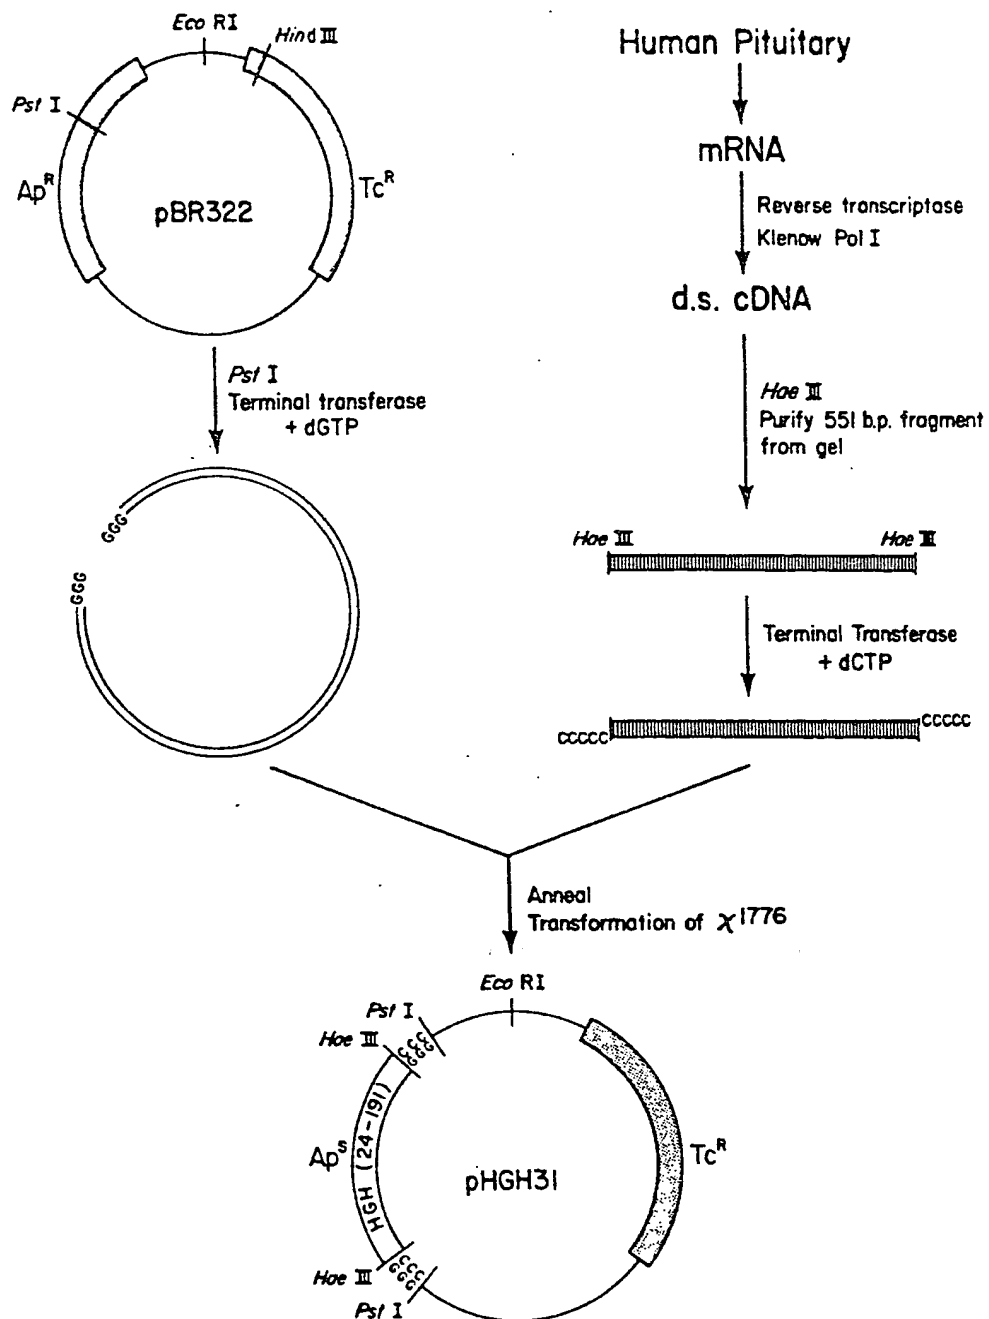 Eco RI
Hind III
Pst I
Ap^R
pBR322
Tc^R
Pst I
Terminal transferase
+ dGTP
GGG
GGG
Human Pituitary
mRNA
Reverse transcriptase
Klenow Pol I
d.s. cDNA
Hae III
Purify 551 b.p. fragment
from gel
Hae III
Hae III
Terminal Transferase
+ dCTP
CCCCC
CCCCC
Anneal
Transformation of χ1776
Eco RI
Pst I
Hae III
CCC
GGG
HGH (24-191)
Ap^S
pHGH31
Tc^R
Hae III
CCC
GGG
Pst I